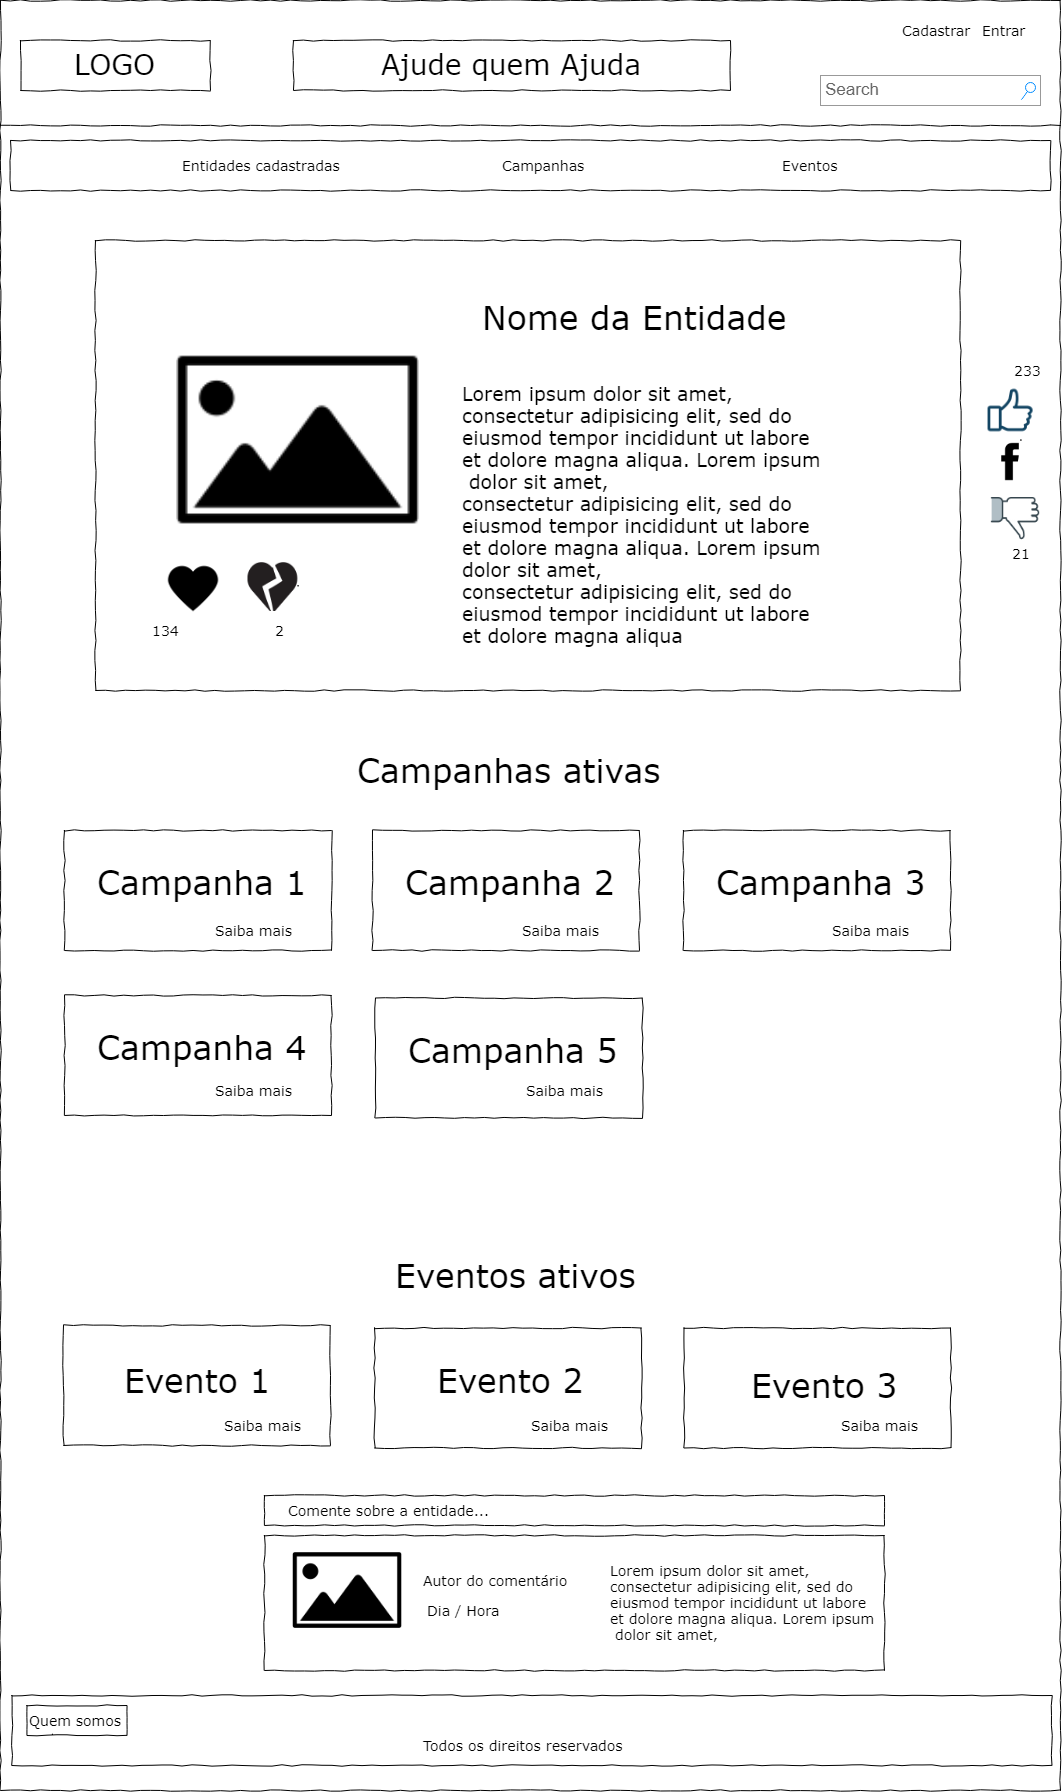 Cadastrar Entrar
LOGO
Ajude quem Ajuda
Search
Entidades cadastradas
Campanhas
Eventos
Nome da Entidade
Lorem ipsum dolor sit amet,
consectetur adipisicing elit, sed do
eiusmod tempor incididunt ut labore
et dolore magna aliqua. Lorem ipsum
dolor sit amet,
consectetur adipisicing elit, sed do
eiusmod tempor incididunt ut labore
et dolore magna aliqua. Lorem ipsum
dolor sit amet,
consectetur adipisicing elit, sed do
eiusmod tempor incididunt ut labore
et dolore magna aliqua
134
2
233
f
21
Campanhas ativas
Campanha 1
Saiba mais
Campanha 2
Saiba mais
Campanha 3
Saiba mais
Campanha 4
Saiba mais
Campanha 5
Saiba mais
Eventos ativos
Evento 1
Saiba mais
Evento 2
Saiba mais
Evento 3
Saiba mais
Comente sobre a entidade...
Autor do comentário
Dia / Hora
Lorem ipsum dolor sit amet,
consectetur adipisicing elit, sed do
eiusmod tempor incididunt ut labore
et dolore magna aliqua. Lorem ipsum
dolor sit amet,
Quem somos
Todos os direitos reservados